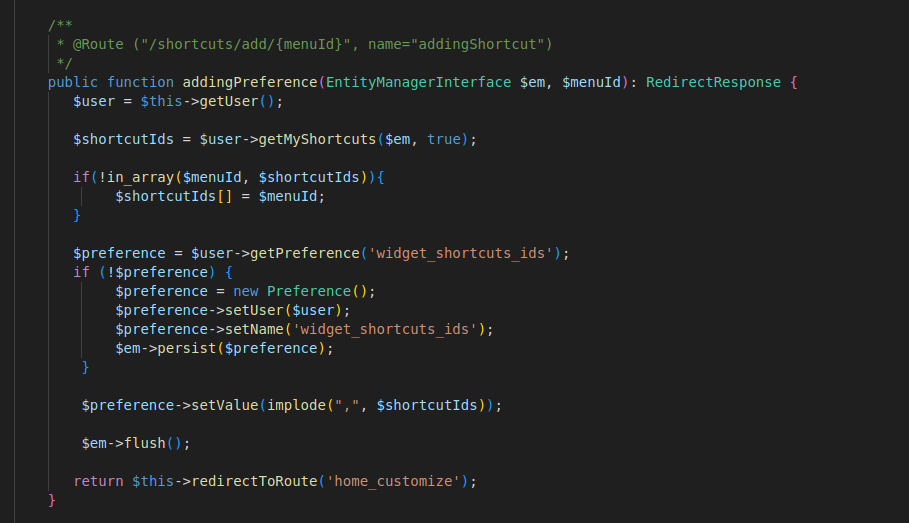 /**
* @Route ("/shortcuts/add/{menuId}", name="addingShortcut")
*/
public function addingPreference(EntityManagerInterface $em, $menuId): RedirectResponse {
$user = $this->getUser();
$shortcutIds = $user->getMyShortcuts($em, true);
if(!in_array($menuId, $shortcutIds)){
$shortcutIds[] = $menuId;
}
$preference = $user->getPreference('widget_shortcuts_ids');
if (!$preference) {
$preference = new Preference();
$preference->setUser($user);
$preference->setName('widget_shortcuts_ids');
$em->persist($preference);
}
$preference->setValue(implode(",", $shortcutIds));
$em->flush();
return $this->redirectToRoute('home_customize');
}